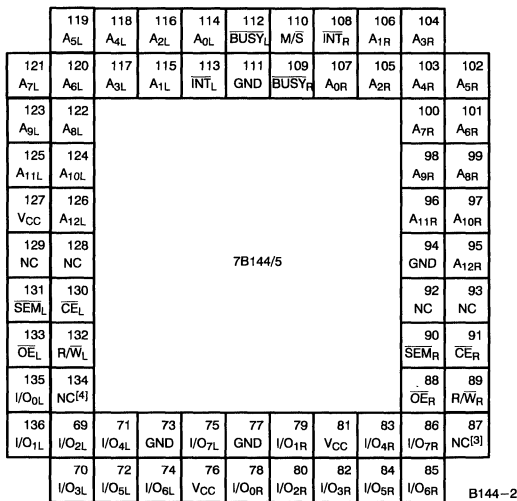 119 118 116 114 112 110 108 106 104
A5L A4L A2L A0L BUSYL M/S INTR A1R A3R
121 120 117 115 113 111 109 107 105 103 102
A7L A6L A3L A1L INTL GND BUSYR A0R A2R A4R A5R
123 122 100 101
A9L A8L A7R A6R
125 124 98 99
A11L A10L A9R A8R
127 126 96 97
VCC A12L A11R A10R
129 128 94 95
NC NC 7B144/5 GND A12R
131 130 92 93
SEML CEL NC NC
133 132 90 91
OEL R/WL SEMR CER
135 134 88 89
I/O0L NC[4] OER R/WR
136 69 71 73 75 77 79 81 83 86 87
I/O1L I/O2L I/O4L GND I/O7L GND I/O1R VCC I/O4R I/O7R NC[3]
70 72 74 76 78 80 82 84 85
I/O3L I/O5L I/O6L VCC I/O0R I/O2R I/O3R I/O5R I/O6R
B144–2